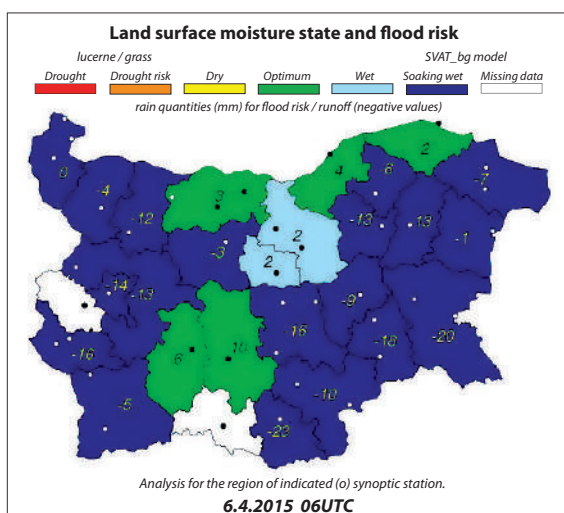 Land surface moisture state and flood risk
lucerne / grass SVAT_bg model
Drought Drought risk Dry Optimum Wet Soaking wet Missing data
rain quantities (mm) for flood risk / runoff (negative values)
2
4
0 -6 -7
-4
3
-12 -13 13
2 -1
-3
2
-14 -13 -9
-16 -20
-16 6 -18
-10
-5
-23
Analysis for the region of indicated (o) synoptic station.
6.4.2015 06UTC